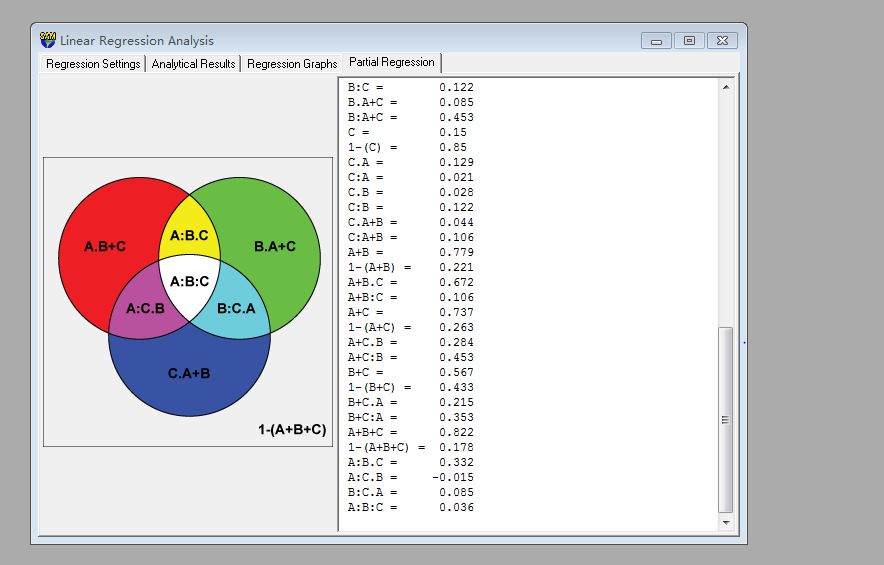 SAM
Linear Regression Analysis
Regression Settings
Analytical Results
Regression Graphs
Partial Regression
A.B+C
A:B.C
B.A+C
A:B:C
A:C.B
B:C.A
C.A+B
1-(A+B+C)
B:C = 0.122
B.A+C = 0.085
B:A+C = 0.453
C = 0.15
1-(C) = 0.85
C.A = 0.129
C:A = 0.021
C.B = 0.028
C:B = 0.122
C.A+B = 0.044
C:A+B = 0.106
A+B = 0.779
1-(A+B) = 0.221
A+B.C = 0.672
A+B:C = 0.106
A+C = 0.737
1-(A+C) = 0.263
A+C.B = 0.284
A+C:B = 0.453
B+C = 0.567
1-(B+C) = 0.433
B+C.A = 0.215
B+C:A = 0.353
A+B+C = 0.822
1-(A+B+C) = 0.178
A:B.C = 0.332
A:C.B = -0.015
B:C.A = 0.085
A:B:C = 0.036